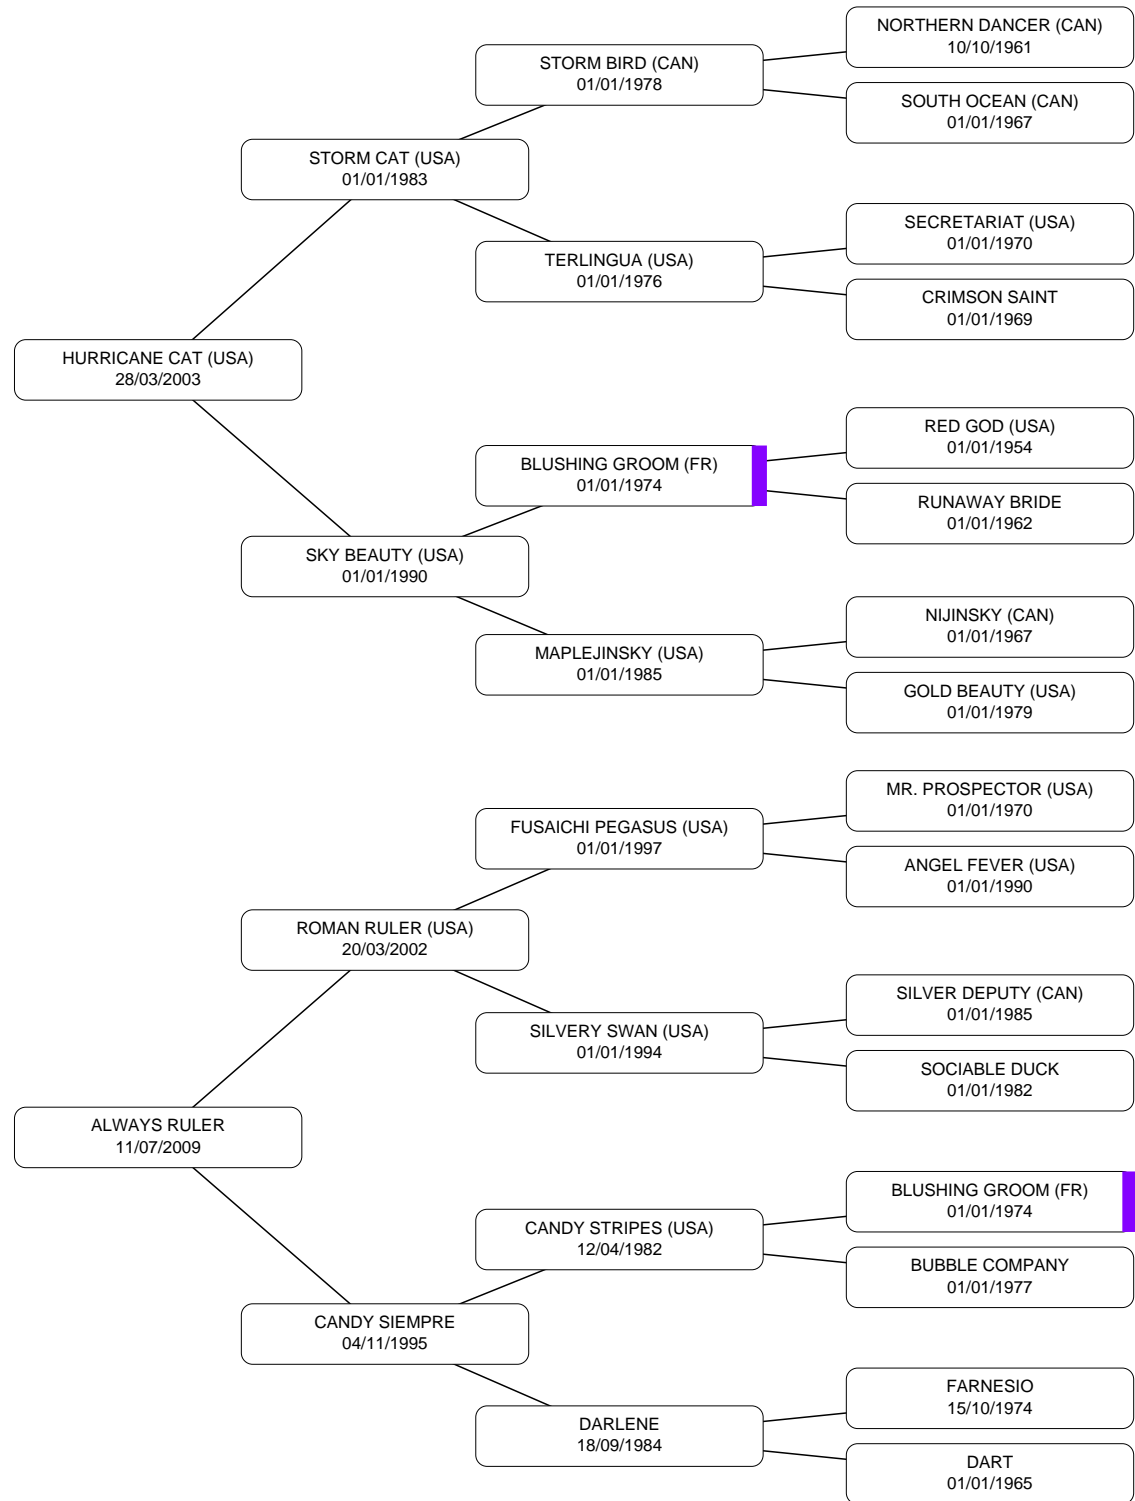 NORTHERN DANCER (CAN)
10/10/1961
STORM BIRD (CAN)
01/01/1978
SOUTH OCEAN (CAN)
01/01/1967
STORM CAT (USA)
01/01/1983
SECRETARIAT (USA)
01/01/1970
TERLINGUA (USA)
01/01/1976
CRIMSON SAINT
01/01/1969
HURRICANE CAT (USA)
28/03/2003
RED GOD (USA)
01/01/1954
BLUSHING GROOM (FR)
01/01/1974
RUNAWAY BRIDE
01/01/1962
SKY BEAUTY (USA)
01/01/1990
NIJINSKY (CAN)
01/01/1967
MAPLEJINSKY (USA)
01/01/1985
GOLD BEAUTY (USA)
01/01/1979
MR. PROSPECTOR (USA)
01/01/1970
FUSAICHI PEGASUS (USA)
01/01/1997
ANGEL FEVER (USA)
01/01/1990
ROMAN RULER (USA)
20/03/2002
SILVER DEPUTY (CAN)
01/01/1985
SILVERY SWAN (USA)
01/01/1994
SOCIABLE DUCK
01/01/1982
ALWAYS RULER
11/07/2009
BLUSHING GROOM (FR)
01/01/1974
CANDY STRIPES (USA)
12/04/1982
BUBBLE COMPANY
01/01/1977
CANDY SIEMPRE
04/11/1995
FARNESIO
15/10/1974
DARLENE
18/09/1984
DART
01/01/1965